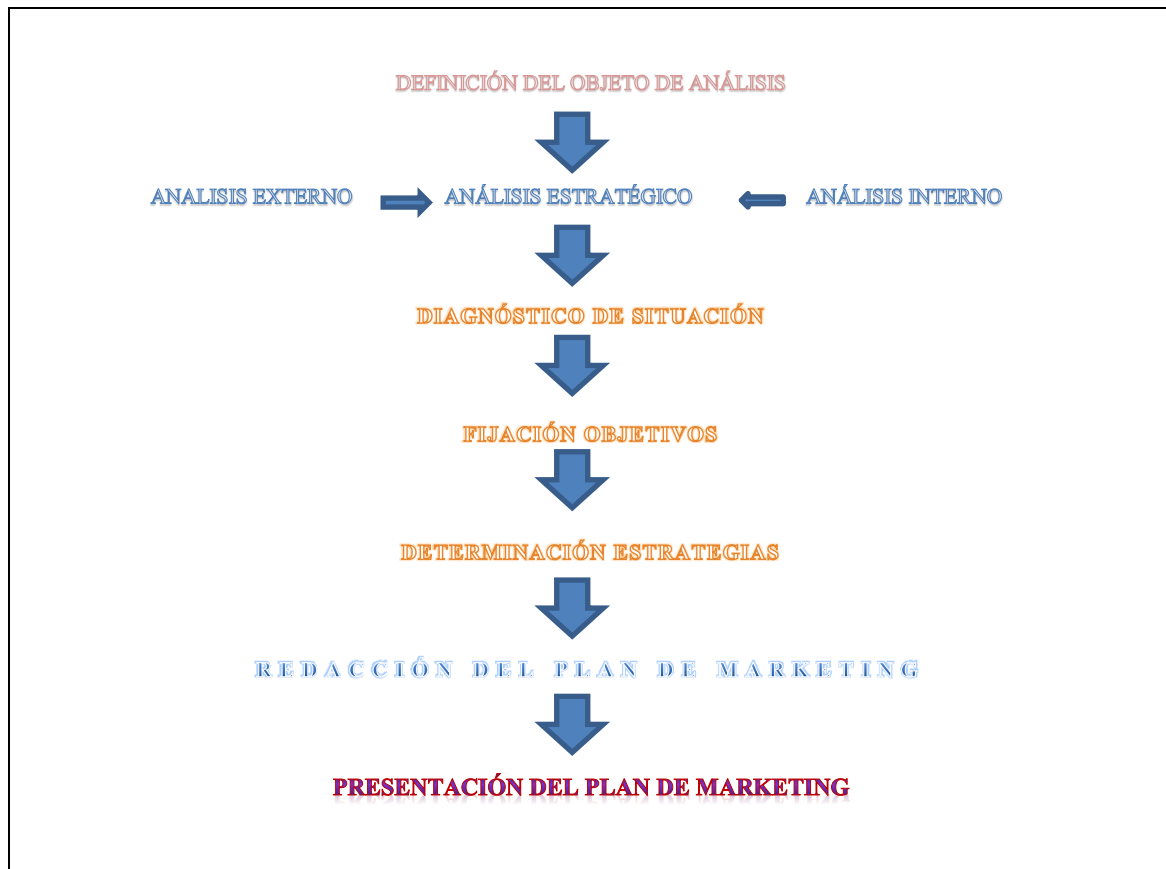 DEFINICIÓN DEL OBJETO DE ANÁLISIS
ANALISIS EXTERNO ANÁLISIS ESTRATÉGICO ANÁLISIS INTERNO
DIAGNÓSTICO DE SITUACIÓN
FIJACIÓN OBJETIVOS
DETERMINACIÓN ESTRATEGIAS
REDACCIÓN DEL PLAN DE MARKETING
PRESENTACIÓN DEL PLAN DE MARKETING